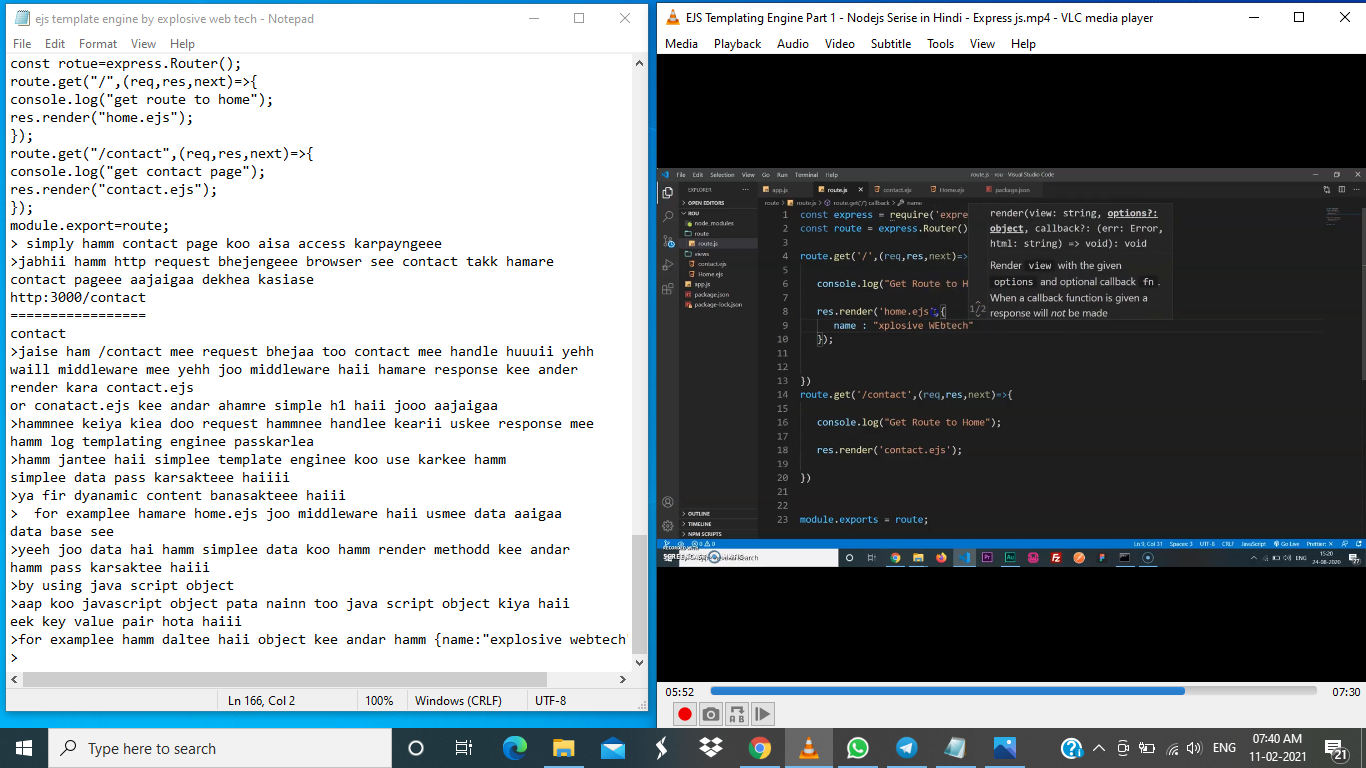 ejs template engine by explosive web tech - Notepad
File Edit Format View Help
const rotue=express.Router();
route.get("/",(req,res,next)=>{
console.log("get route to home");
res.render("home.ejs");
});
route.get("/contact",(req,res,next)=>{
console.log("get contact page");
res.render("contact.ejs");
});
module.export=route;
> simply hamm contact page koo aisa access karpayngeee
>jabhii hamm http request bhejengeee browser see contact takk hamare
contact pageee aajaigaa dekhea kasiase
http:3000/contact
=================
contact
>jaise ham /contact mee request bhejaa too contact mee handle huuuii yehh
waill middleware mee yehh joo middleware haii hamare response kee ander
render kara contact.ejs
or conatact.ejs kee andar ahamre simple h1 haii jooo aajaigaa
>hammnee keiya kiea doo request hammnee handlee kearii uskee response mee
hamm log templating enginee passkarlea
>hamm jantee haii simplee template enginee koo use karkee hamm
simplee data pass karsakteeee haiiii
>ya fir dyanamic content banasakteee haiii
>  for examplee hamare home.ejs joo middleware haii usmee data aaigaa
data base see
>yeeh joo data hai hamm simplee data koo hamm render methodd kee andar
hamm pass karsaktee haiii
>by using java script object
>aap koo javascript object pata nainn too java script object kiya haii
eek key value pair hota haiii
>for examplee hamm daltee haii object kee andar hamm {name:"explosive webtech
>
Ln 166, Col 2 100% Windows (CRLF) UTF-8
EJS Templating Engine Part 1 - Nodejs Serise in Hindi - Express js.mp4 - VLC media player
Media Playback Audio Video Subtitle Tools View Help
File Edit Selection View Go Run Terminal Help route.js - rou - Visual Studio Code
EXPLORER
OPEN EDITORS
ROU
node_modules
route
route.js
views
contact.ejs
Home.ejs
app.js
package.json
package-lock.json
OUTLINE
TIMELINE
NPM SCRIPTS
app.js route.js contact.ejs Home.ejs package.json
route > route.js > route.get('/') callback > name
1 const express = require('expre
2 const route = express.Router()
3
4 route.get('/',(req,res,next)=>
5
6 console.log("Get Route to H
7
8 res.render('home.ejs',{
9 name : "xplosive WEbtech"
10 });
11
12
13 })
14 route.get('/contact',(req,res,next)=>{
15
16 console.log("Get Route to Home");
17
18 res.render('contact.ejs');
19
20 })
21
22
23 module.exports = route;
render(view: string, options?:
object, callback?: (err: Error,
html: string) => void): void
Render view with the given
options and optional callback fn.
When a callback function is given a
response will not be made
1/2
Ln 9, Col 31 Spaces: 3 UTF-8 CRLF JavaScript Go Live Prettier: ✕
RECORDED WITH
ENG 15:20
24-08-2020
05:52 07:30
Type here to search
ENG 07:40 AM
11-02-2021
21